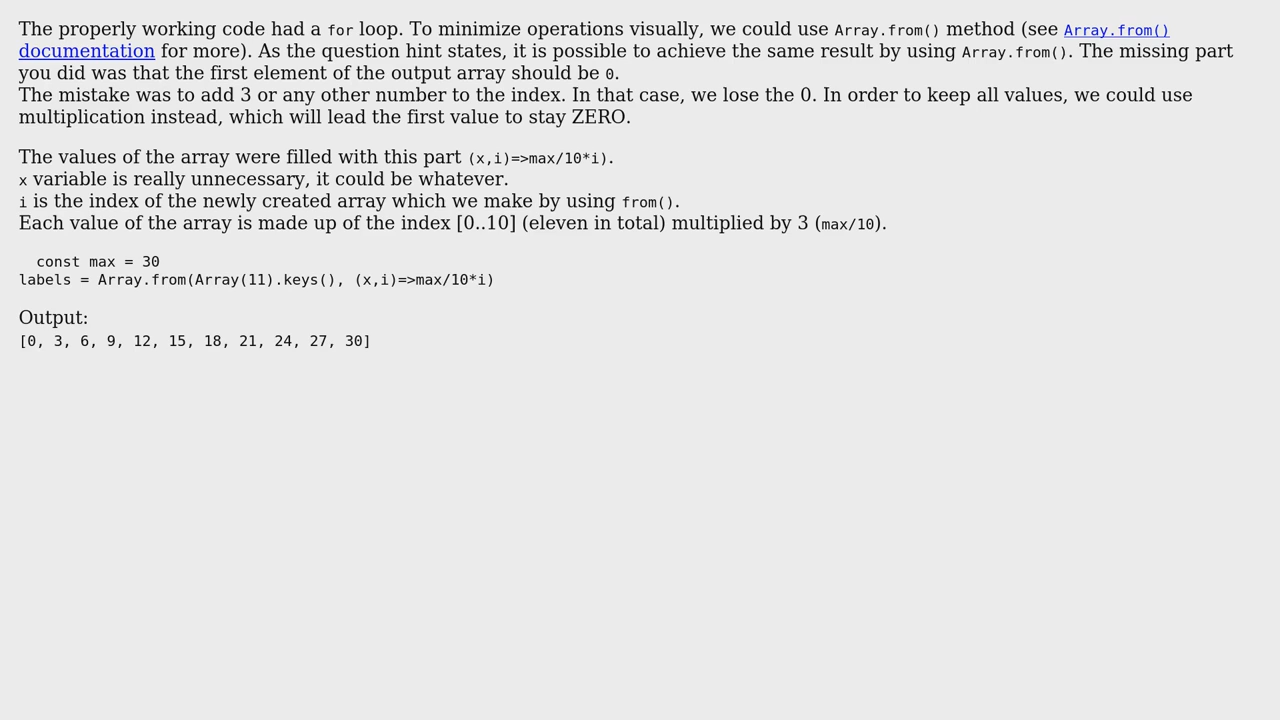 The properly working code had a for loop. To minimize operations visually, we could use Array.from() method (see Array.from()
documentation for more). As the question hint states, it is possible to achieve the same result by using Array.from(). The missing part
you did was that the first element of the output array should be 0.
The mistake was to add 3 or any other number to the index. In that case, we lose the 0. In order to keep all values, we could use
multiplication instead, which will lead the first value to stay ZERO.
The values of the array were filled with this part (x,i)=>max/10*i).
x variable is really unnecessary, it could be whatever.
i is the index of the newly created array which we make by using from().
Each value of the array is made up of the index [0..10] (eleven in total) multiplied by 3 (max/10).
  const max = 30
labels = Array.from(Array(11).keys(), (x,i)=>max/10*i)
Output:
[0, 3, 6, 9, 12, 15, 18, 21, 24, 27, 30]